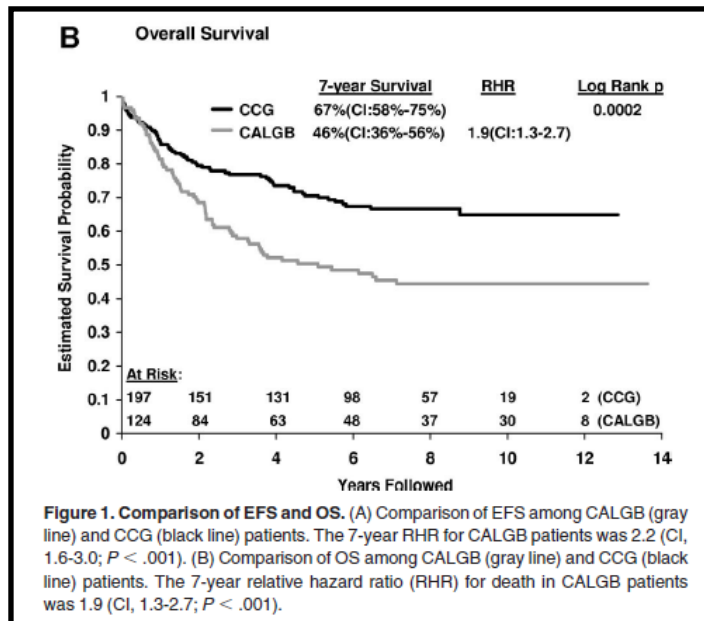 B Overall Survival
7-year Survival RHR Log Rank p
CCG 67%(CI:58%-75%) 0.0002
CALGB 46%(CI:36%-56%) 1.9(CI:1.3-2.7)
Estimated Survival Probability
1
0.9
0.8
0.7
0.6
0.5
0.4
0.3
0.2
0.1
0
At Risk:
197 151 131 98 57 19 2 (CCG)
124 84 63 48 37 30 8 (CALGB)
0 2 4 6 8 10 12 14
Years Followed
Figure 1. Comparison of EFS and OS. (A) Comparison of EFS among CALGB (gray
line) and CCG (black line) patients. The 7-year RHR for CALGB patients was 2.2 (CI,
1.6-3.0; P < .001). (B) Comparison of OS among CALGB (gray line) and CCG (black
line) patients. The 7-year relative hazard ratio (RHR) for death in CALGB patients
was 1.9 (CI, 1.3-2.7; P < .001).